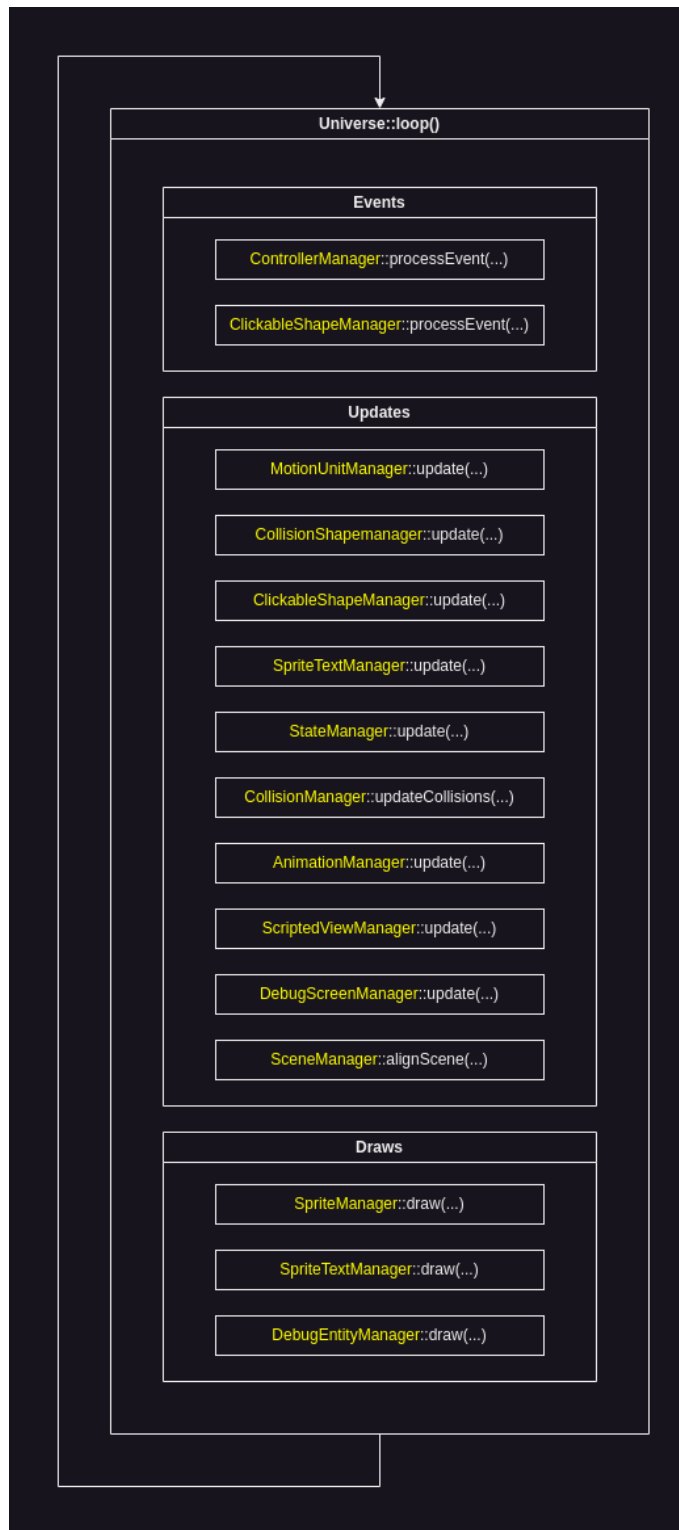 Universe::loop()
Events
ControllerManager::processEvent(...)
ClickableShapeManager::processEvent(...)
Updates
MotionUnitManager::update(...)
CollisionShapemanager::update(...)
ClickableShapeManager::update(...)
SpriteTextManager::update(...)
StateManager::update(...)
CollisionManager::updateCollisions(...)
AnimationManager::update(...)
ScriptedViewManager::update(...)
DebugScreenManager::update(...)
SceneManager::alignScene(...)
Draws
SpriteManager::draw(...)
SpriteTextManager::draw(...)
DebugEntityManager::draw(...)